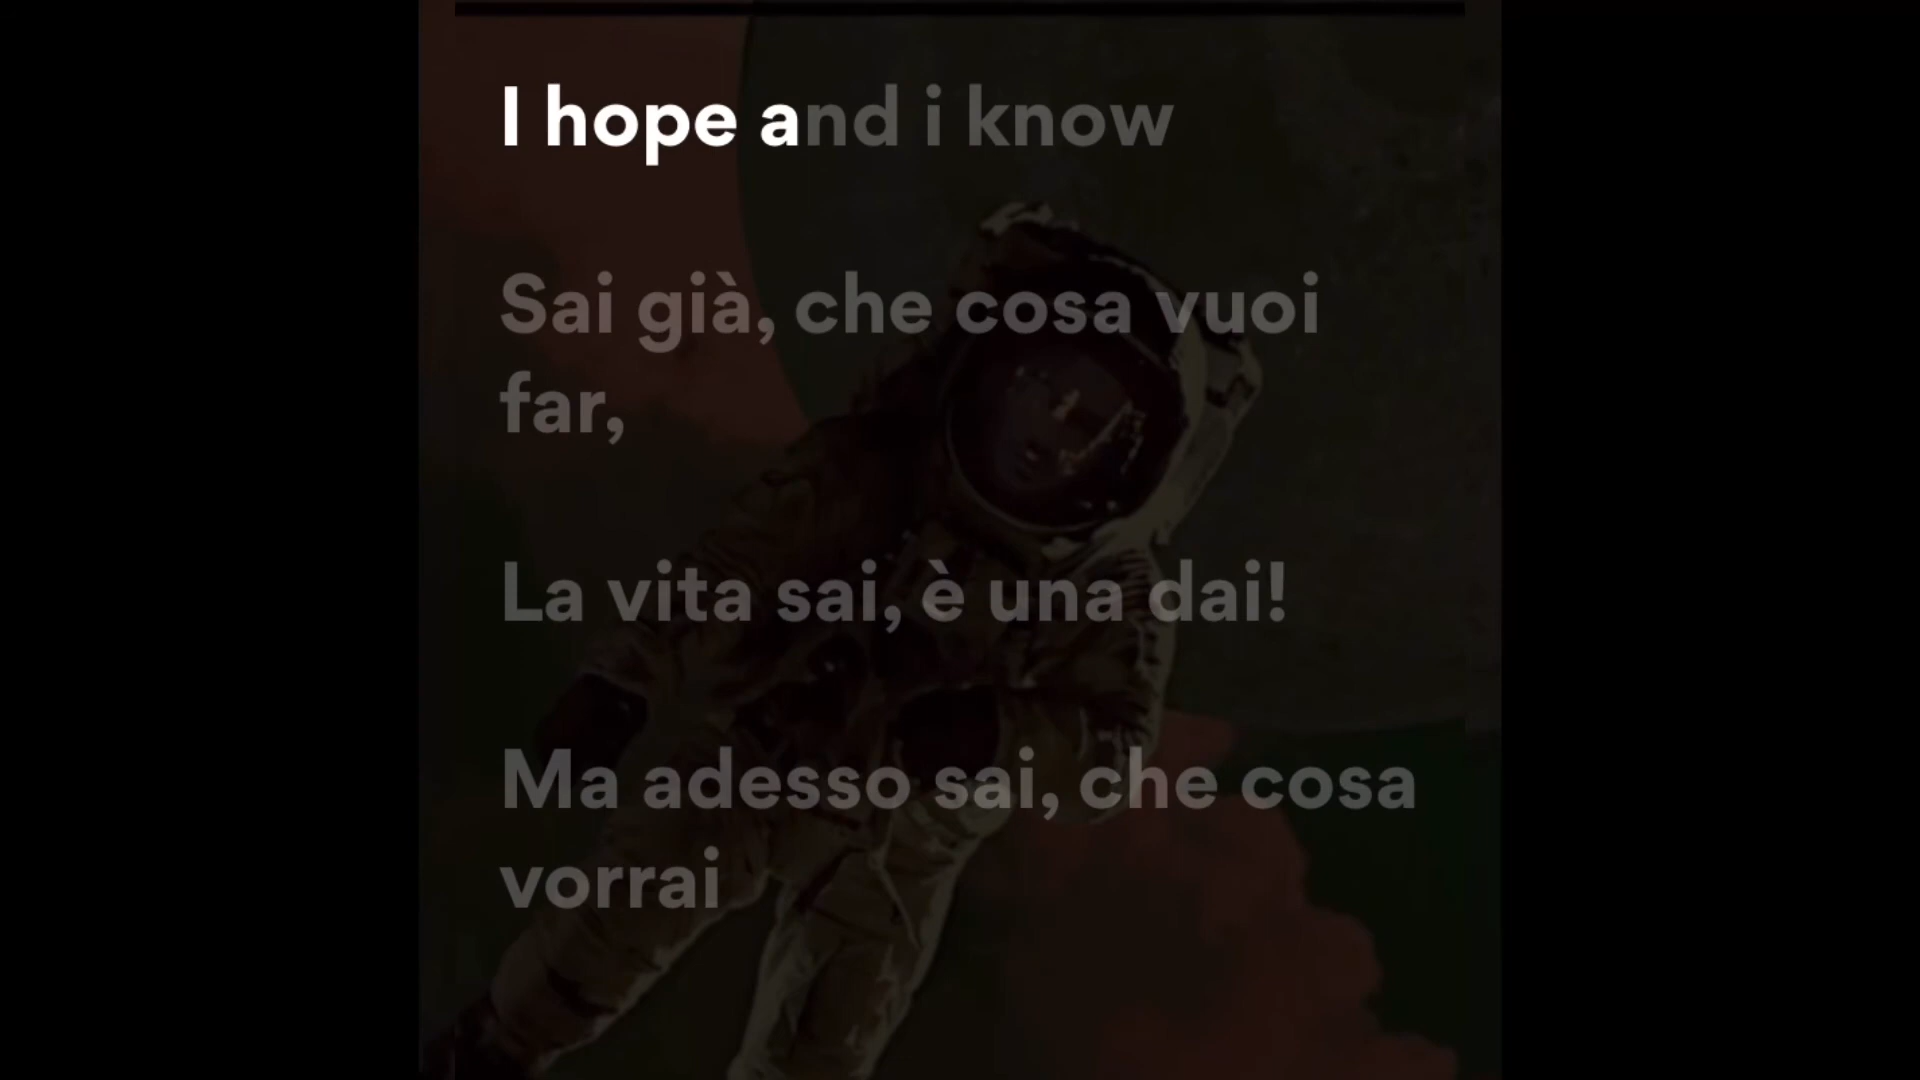 I hope and i know
Sai già, che cosa vuoi
far,
La vita sai, è una dai!
Ma adesso sai, che cosa
vorrai